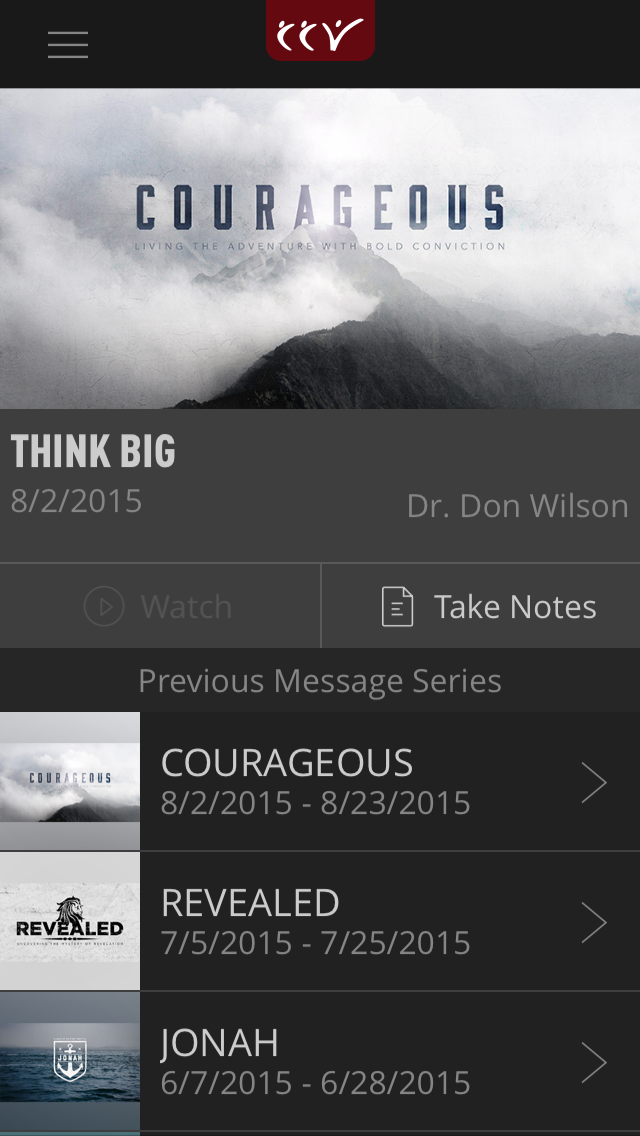 CCV
COURAGEOUS
LIVING THE ADVENTURE WITH BOLD CONVICTION
THINK BIG
8/2/2015
Dr. Don Wilson
Watch
Take Notes
Previous Message Series
COURAGEOUS
COURAGEOUS
8/2/2015 - 8/23/2015
REVEALED
UNCOVERING THE MYSTERY OF REVELATION
REVEALED
7/5/2015 - 7/25/2015
JONAH
JONAH
6/7/2015 - 6/28/2015